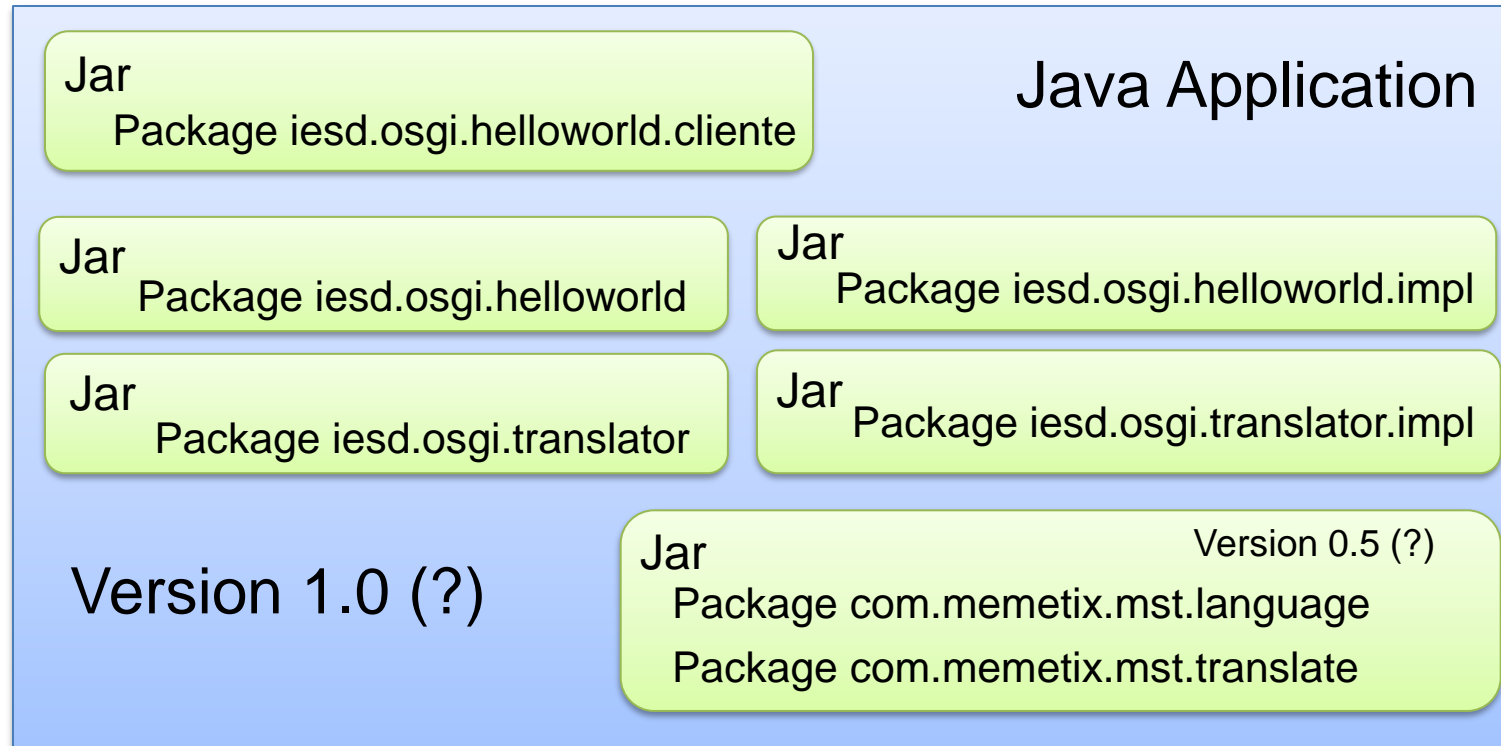 Java Application
Jar
Package iesd.osgi.helloworld.cliente
Jar
Package iesd.osgi.helloworld
Jar
Package iesd.osgi.helloworld.impl
Jar
Package iesd.osgi.translator
Jar
Package iesd.osgi.translator.impl
Version 1.0 (?)
Jar
Version 0.5 (?)
Package com.memetix.mst.language
Package com.memetix.mst.translate